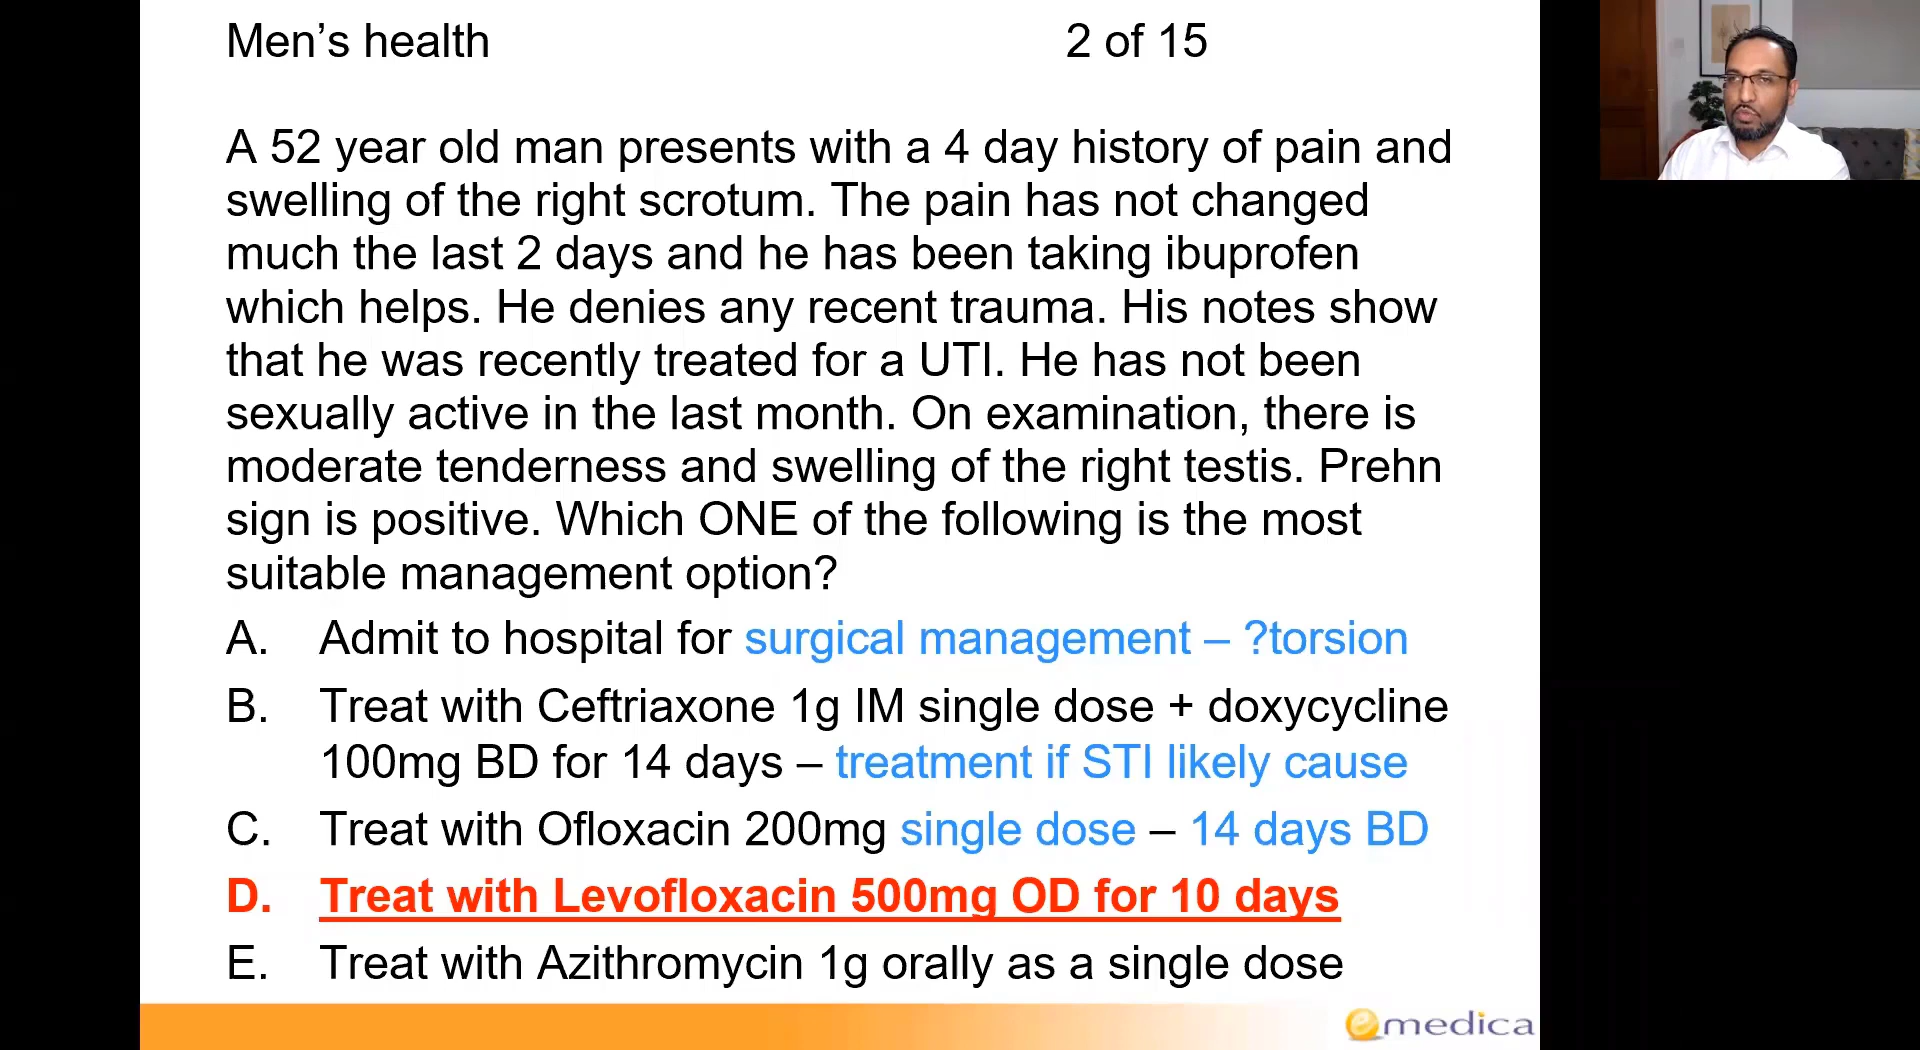 Men’s health 2 of 15
A 52 year old man presents with a 4 day history of pain and
swelling of the right scrotum. The pain has not changed
much the last 2 days and he has been taking ibuprofen
which helps. He denies any recent trauma. His notes show
that he was recently treated for a UTI. He has not been
sexually active in the last month. On examination, there is
moderate tenderness and swelling of the right testis. Prehn
sign is positive. Which ONE of the following is the most
suitable management option?
A. Admit to hospital for surgical management – ?torsion
B. Treat with Ceftriaxone 1g IM single dose + doxycycline
100mg BD for 14 days – treatment if STI likely cause
C. Treat with Ofloxacin 200mg single dose – 14 days BD
D. Treat with Levofloxacin 500mg OD for 10 days
E. Treat with Azithromycin 1g orally as a single dose
emedica